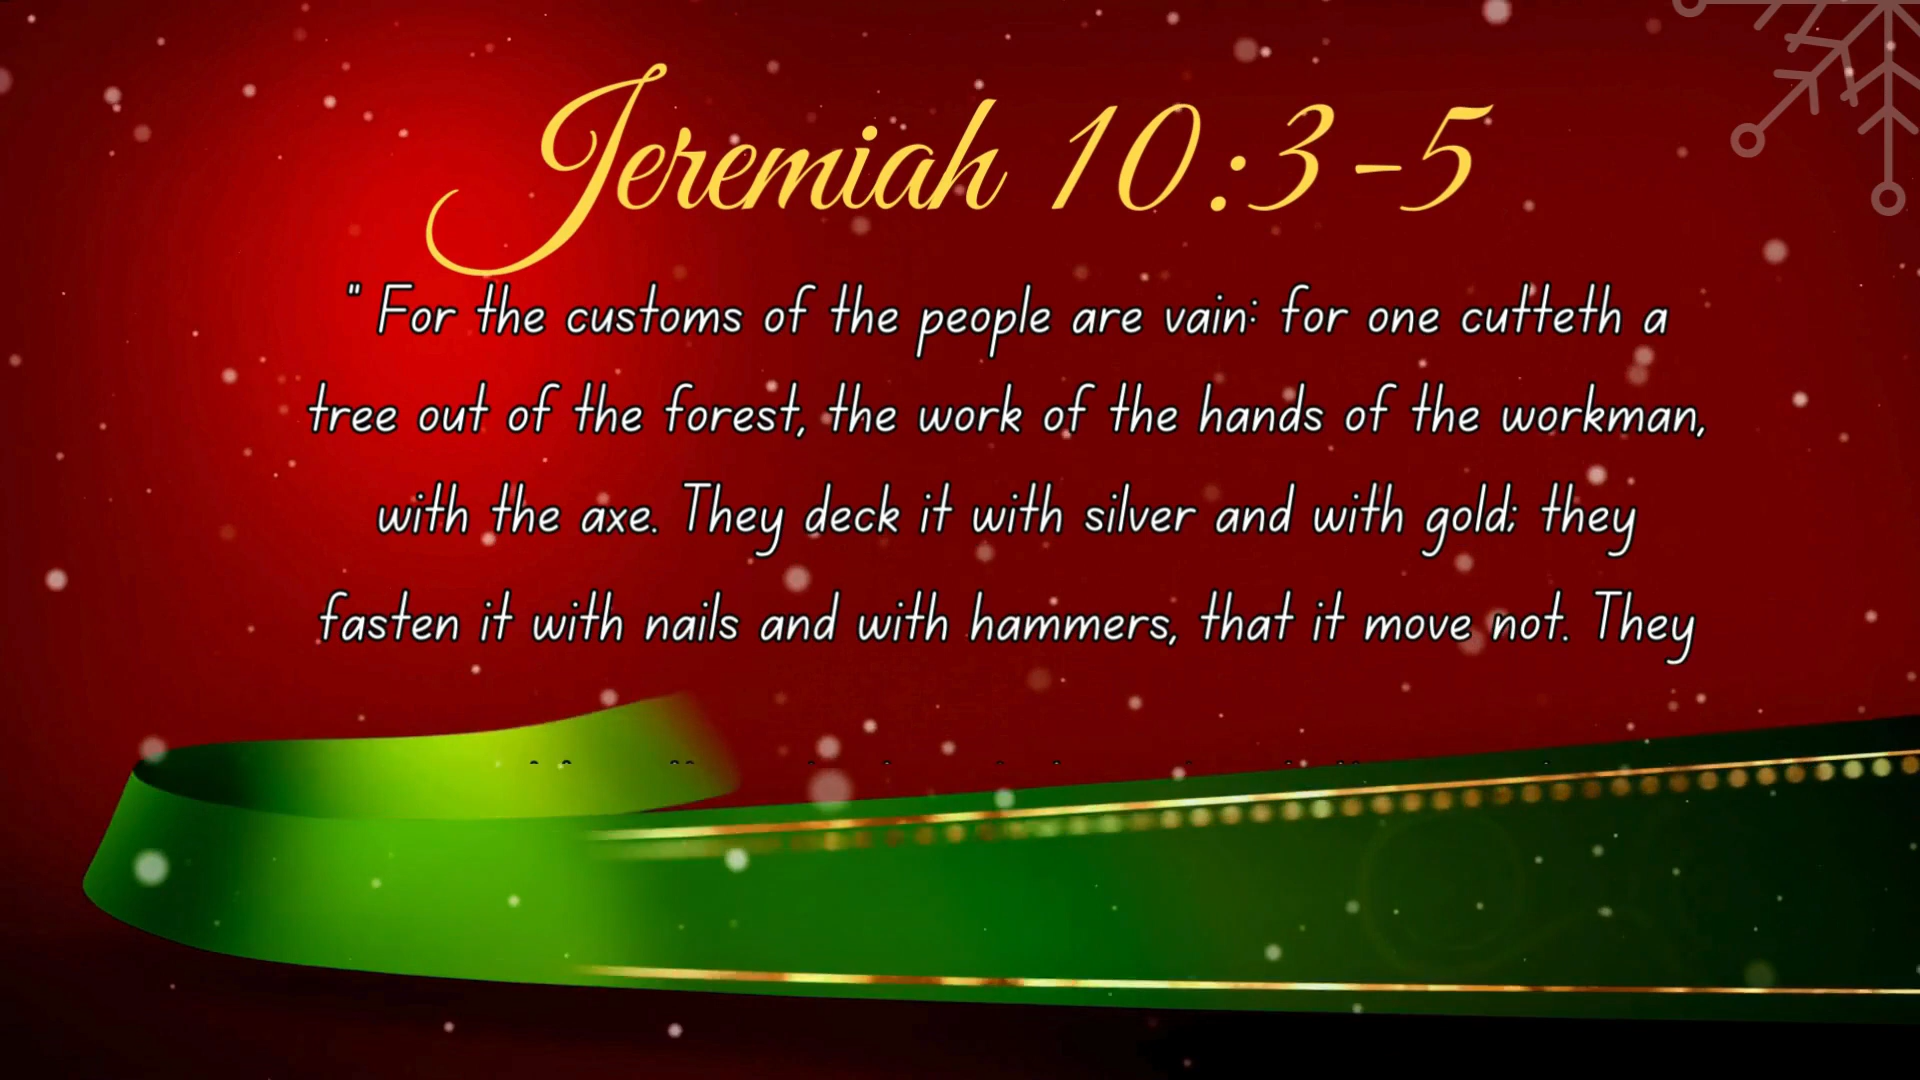 Jeremiah 10:3-5
" For the customs of the people are vain: for one cutteth a
tree out of the forest, the work of the hands of the workman,
with the axe. They deck it with silver and with gold; they
fasten it with nails and with hammers, that it move not. They